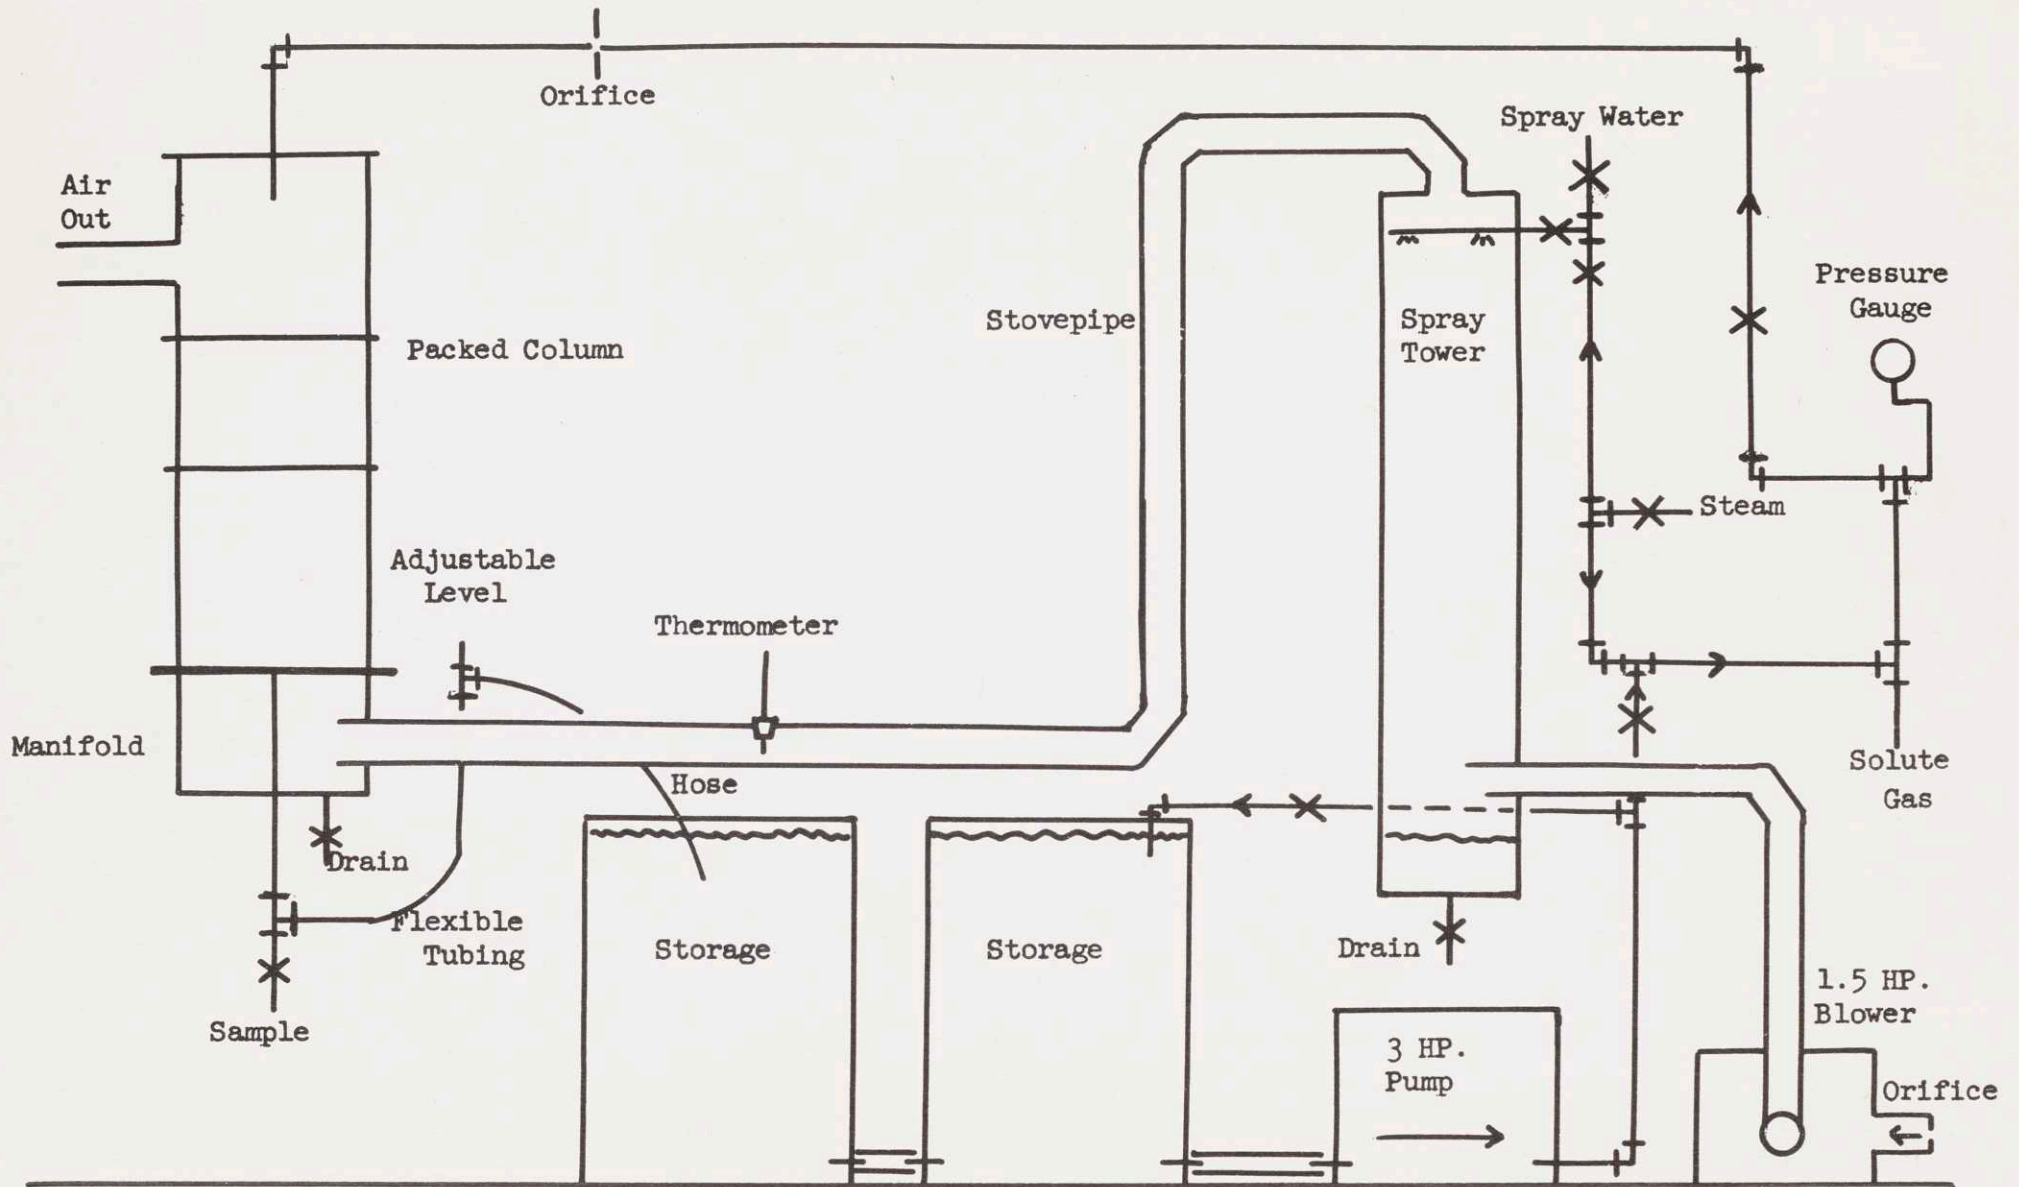 Orifice
Spray Water
Air
Out
Pressure
Gauge
Stovepipe
Spray
Tower
Packed Column
Steam
Adjustable
Level
Thermometer
Manifold
Hose
Solute
Gas
Drain
Flexible
Tubing
Storage
Storage
Drain
1.5 HP.
Blower
Sample
3 HP.
Pump
Orifice